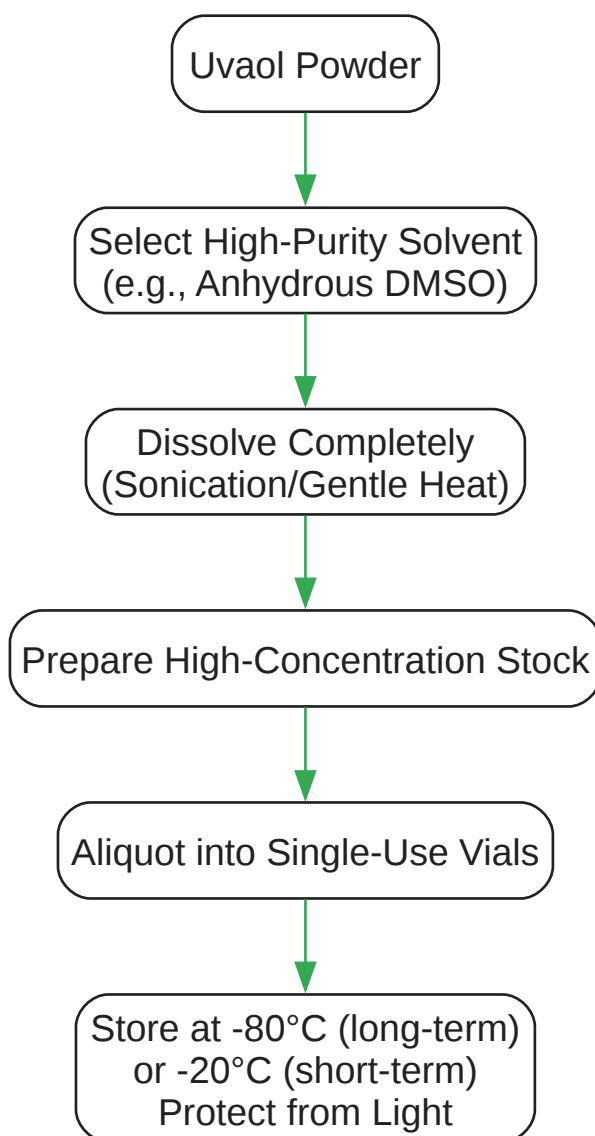 Uvaol Powder
Select High-Purity Solvent
(e.g., Anhydrous DMSO)
Dissolve Completely
(Sonication/Gentle Heat)
Prepare High-Concentration Stock
Aliquot into Single-Use Vials
Store at -80°C (long-term)
or -20°C (short-term)
Protect from Light